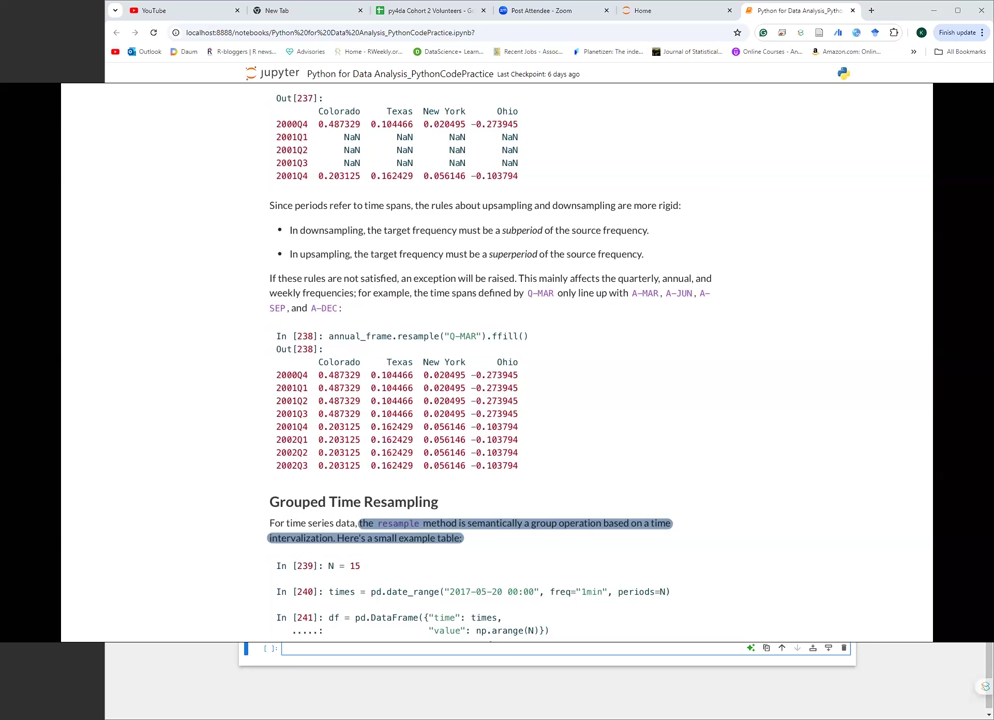 YouTube
New Tab
py4da Cohort 2 Volunteers - G
Post Attendee - Zoom
Home
Python for Data Analysis_Pytho
localhost:8888/notebooks/Python%20for%20Data%20Analysis_PythonCodePractice.ipynb?
K
Finish update
Outlook
Daum
R R-bloggers | R news...
Advisories
Home - RWeekly.or...
DataScience+ Learn...
Recent Jobs - Assoc...
Planetizen: The inde...
Journal of Statistical...
Online Courses - An...
Amazon.com: Onlin...
»
All Bookmarks
jupyter Python for Data Analysis_PythonCodePractice Last Checkpoint: 6 days ago
Out[237]:
Colorado Texas New York Ohio
2000Q4 0.487329 0.104466 0.020495 -0.273945
2001Q1 NaN NaN NaN NaN
2001Q2 NaN NaN NaN NaN
2001Q3 NaN NaN NaN NaN
2001Q4 0.203125 0.162429 0.056146 -0.103794
Since periods refer to time spans, the rules about upsampling and downsampling are more rigid:
• In downsampling, the target frequency must be a subperiod of the source frequency.
• In upsampling, the target frequency must be a superperiod of the source frequency.
If these rules are not satisfied, an exception will be raised. This mainly affects the quarterly, annual, and
weekly frequencies; for example, the time spans defined by Q-MAR only line up with A-MAR, A-JUN, A-
SEP, and A-DEC:
In [238]: annual_frame.resample("Q-MAR").ffill()
Out[238]:
Colorado Texas New York Ohio
2000Q4 0.487329 0.104466 0.020495 -0.273945
2001Q1 0.487329 0.104466 0.020495 -0.273945
2001Q2 0.487329 0.104466 0.020495 -0.273945
2001Q3 0.487329 0.104466 0.020495 -0.273945
2001Q4 0.203125 0.162429 0.056146 -0.103794
2002Q1 0.203125 0.162429 0.056146 -0.103794
2002Q2 0.203125 0.162429 0.056146 -0.103794
2002Q3 0.203125 0.162429 0.056146 -0.103794
Grouped Time Resampling
For time series data, the resample method is semantically a group operation based on a time
intervalization. Here's a small example table:
In [239]: N = 15
In [240]: times = pd.date_range("2017-05-20 00:00", freq="1min", periods=N)
In [241]: df = pd.DataFrame({"time": times,
.....: "value": np.arange(N)})
[ ]: